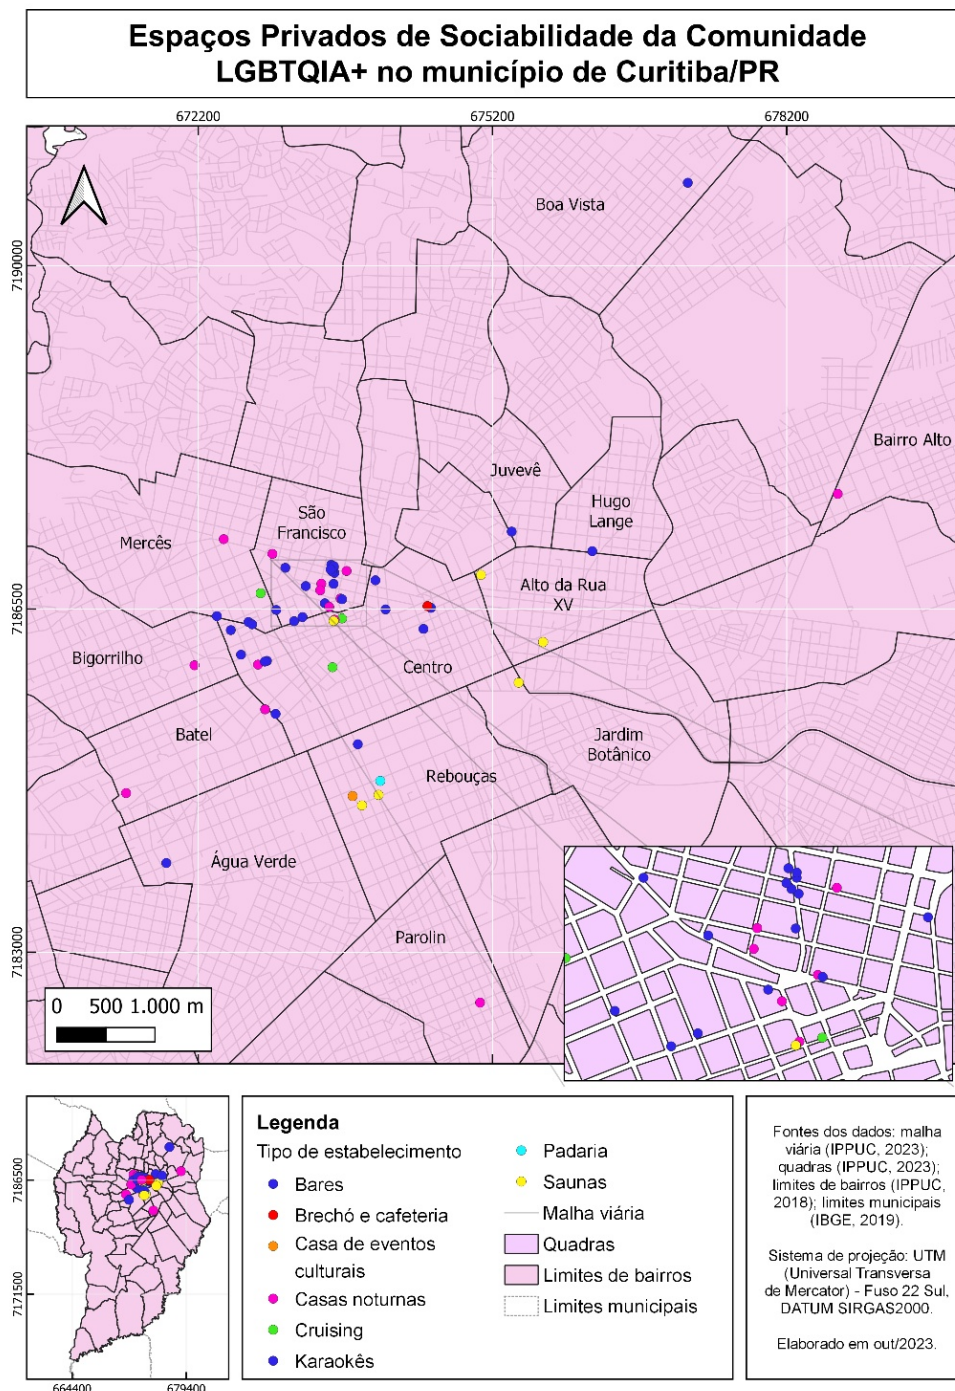 Espaços Privados de Sociabilidade da Comunidade
LGBTQIA+ no município de Curitiba/PR
672200
675200
678200
7190000
7186500
7183000
Boa Vista
Bairro Alto
Juvevê
Hugo
Lange
São
Francisco
Mercês
Alto da Rua
XV
Bigorrilho
Centro
Batel
Jardim
Botânico
Rebouças
Água Verde
Parolin
0 500 1.000 m
7186500
7171500
664400
679400
Legenda
Tipo de estabelecimento
Bares
Brechó e cafeteria
Casa de eventos
culturais
Casas noturnas
Cruising
Karaokês
Padaria
Saunas
Malha viária
Quadras
Limites de bairros
Limites municipais
Fontes dos dados: malha
viária (IPPUC, 2023);
quadras (IPPUC, 2023);
limites de bairros (IPPUC,
2018); limites municipais
(IBGE, 2019).
Sistema de projeção: UTM
(Universal Transversa
de Mercator) - Fuso 22 Sul,
DATUM SIRGAS2000.
Elaborado em out/2023.